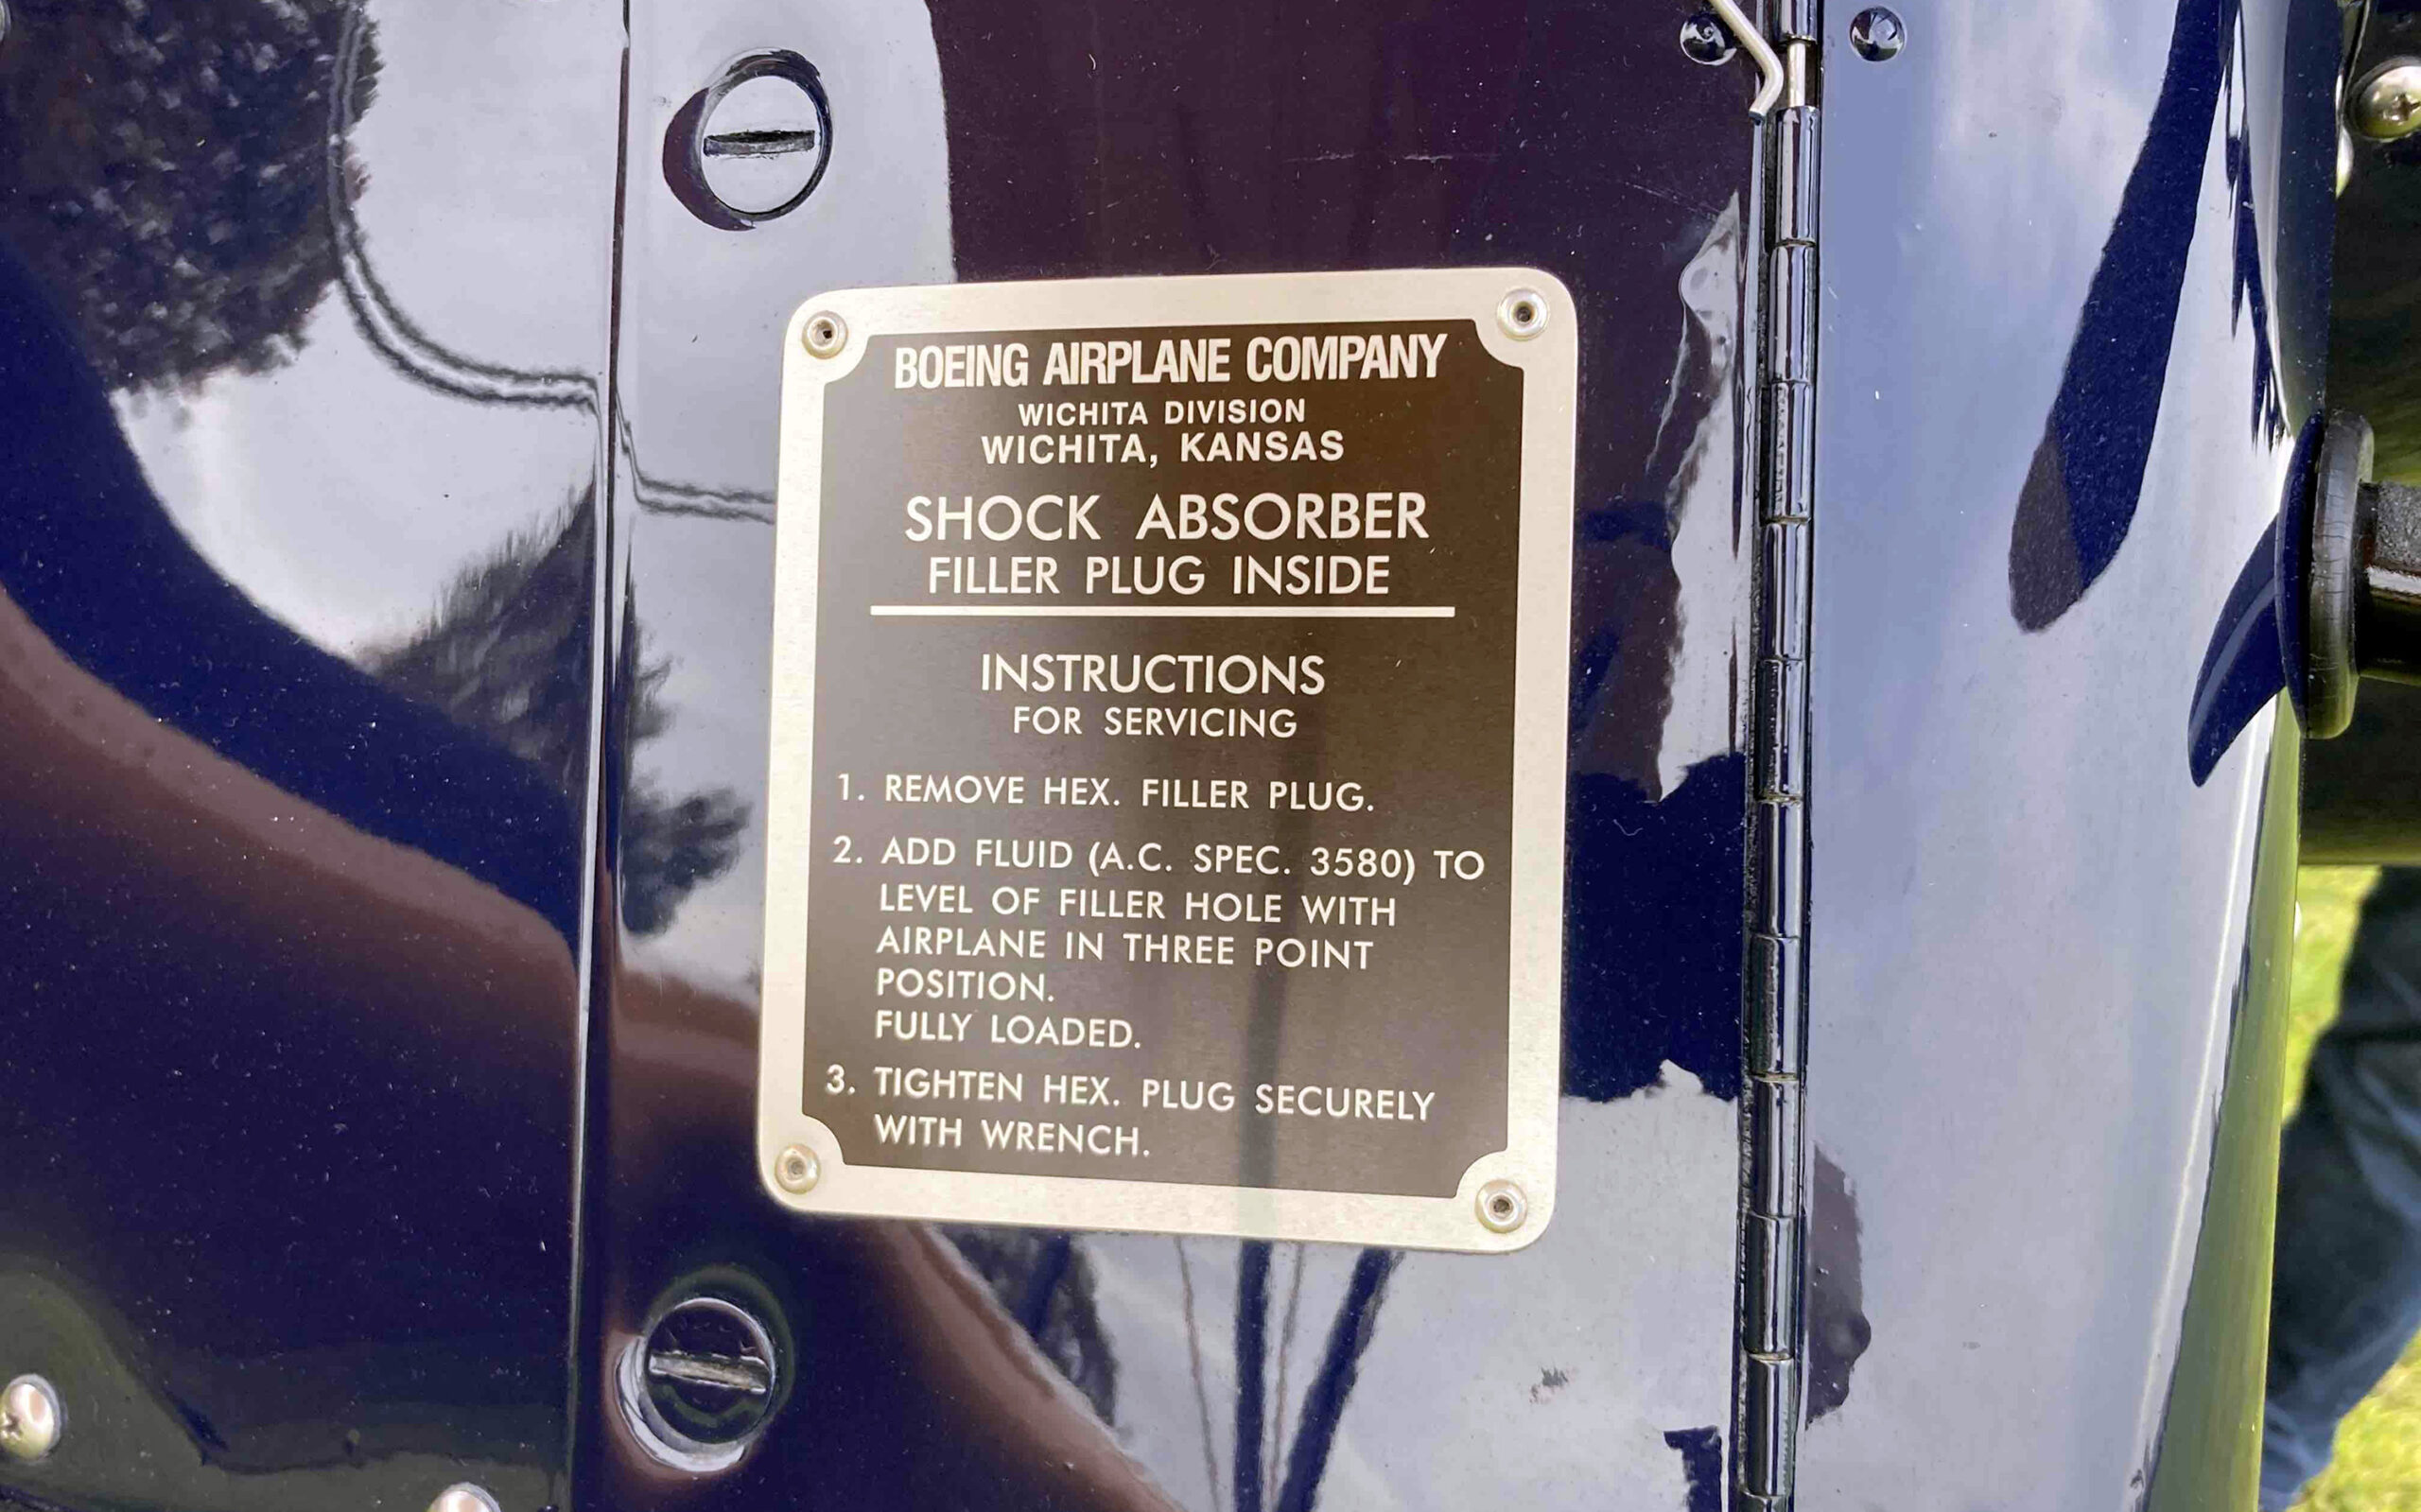 BOEING AIRPLANE COMPANY
WICHITA DIVISION
WICHITA, KANSAS
SHOCK ABSORBER
FILLER PLUG INSIDE
INSTRUCTIONS
FOR SERVICING
1. REMOVE HEX. FILLER PLUG.
2. ADD FLUID (A.C. SPEC. 3580) TO
LEVEL OF FILLER HOLE WITH
AIRPLANE IN THREE POINT
POSITION.
FULLY LOADED.
3. TIGHTEN HEX. PLUG SECURELY
WITH WRENCH.